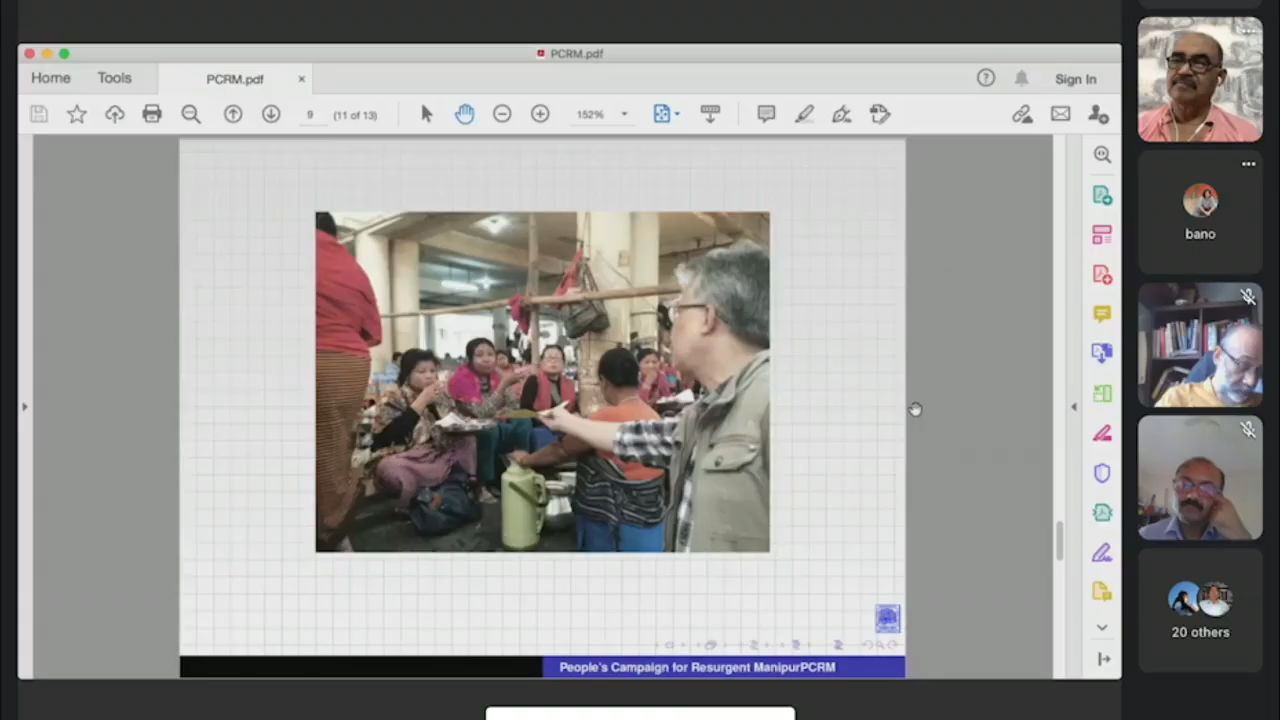 PCRM.pdf
Home
Tools
PCRM.pdf
×
Sign In
9
(11 of 13)
152%
bano
20 others
People's Campaign for Resurgent ManipurPCRM